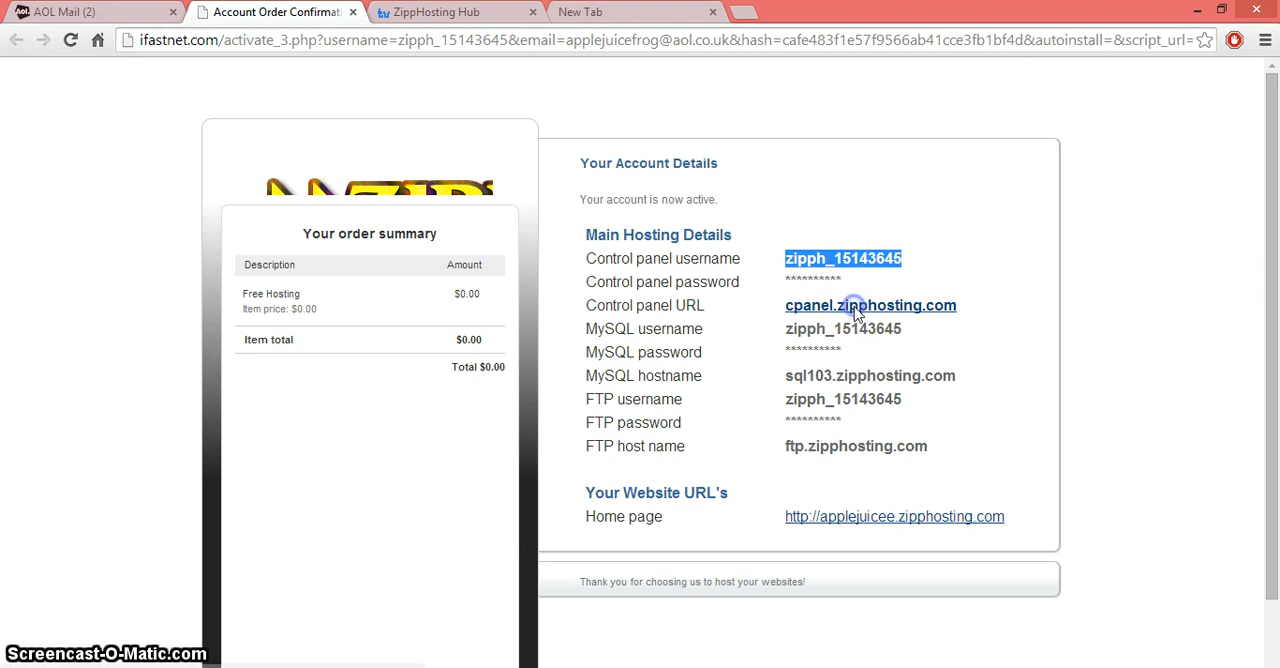 AOL Mail (2)
Account Order Confirmat
ZippHosting Hub
New Tab
ifastnet.com/activate_3.php?username=zipph_15143645&email=applejuicefrog@aol.co.uk&hash=cafe483f1e57f9566ab41cce3fb1bf4d&autoinstall=&script_url=
Your order summary
Description Amount
Free Hosting $0.00
Item price: $0.00
Item total $0.00
Total $0.00
Your Account Details
Your account is now active.
Main Hosting Details
Control panel username zipph_15143645
Control panel password **********
Control panel URL cpanel.zipphosting.com
MySQL username zipph_15143645
MySQL password **********
MySQL hostname sql103.zipphosting.com
FTP username zipph_15143645
FTP password **********
FTP host name ftp.zipphosting.com
Your Website URL's
Home page http://applejuicee.zipphosting.com
Thank you for choosing us to host your websites!
Screencast-O-Matic.com